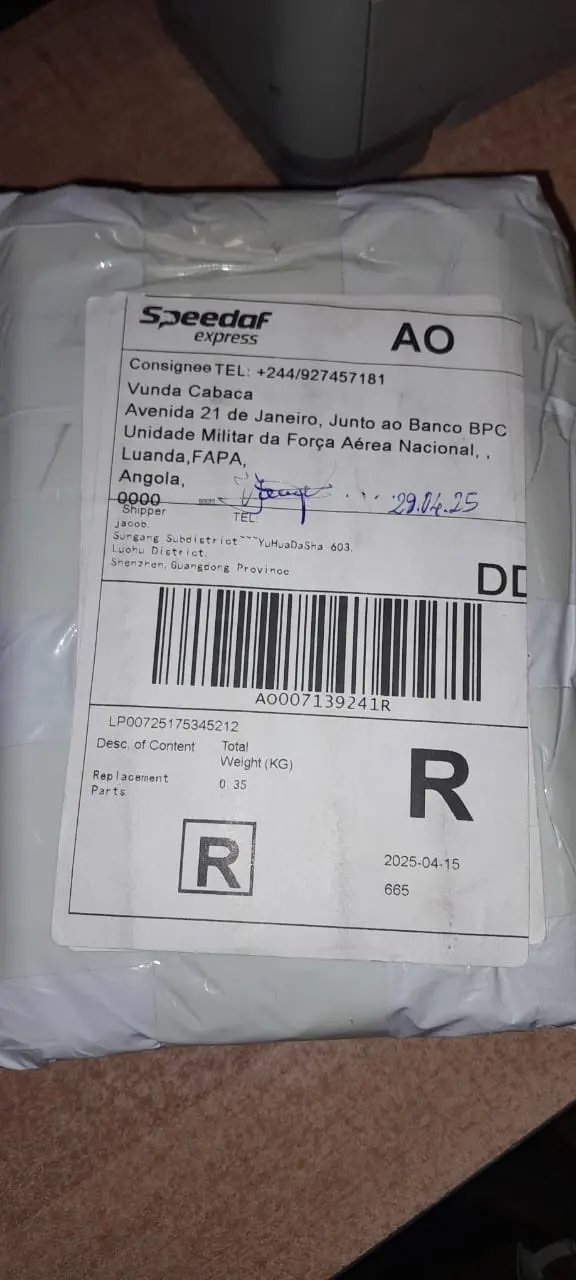 Speedaf
express
AO
Consignee TEL: +244/927457181
Vunda Cabaca
Avenida 21 de Janeiro, Junto ao Banco BPC
Unidade Militar da Força Aérea Nacional, ,
Luanda,FAPA,
Angola,
0000
29.04.25
Shipper
TEL:
jacob.
Sungang Subdistrict~~~YuHuaDaSha 603,
Luohu District,
Shenzhen, Guangdong Province
DD
AO007139241R
LP00725175345212
Desc. of Content Total
Weight (KG)
Replacement 0.35
Parts
R
R
2025-04-15
665